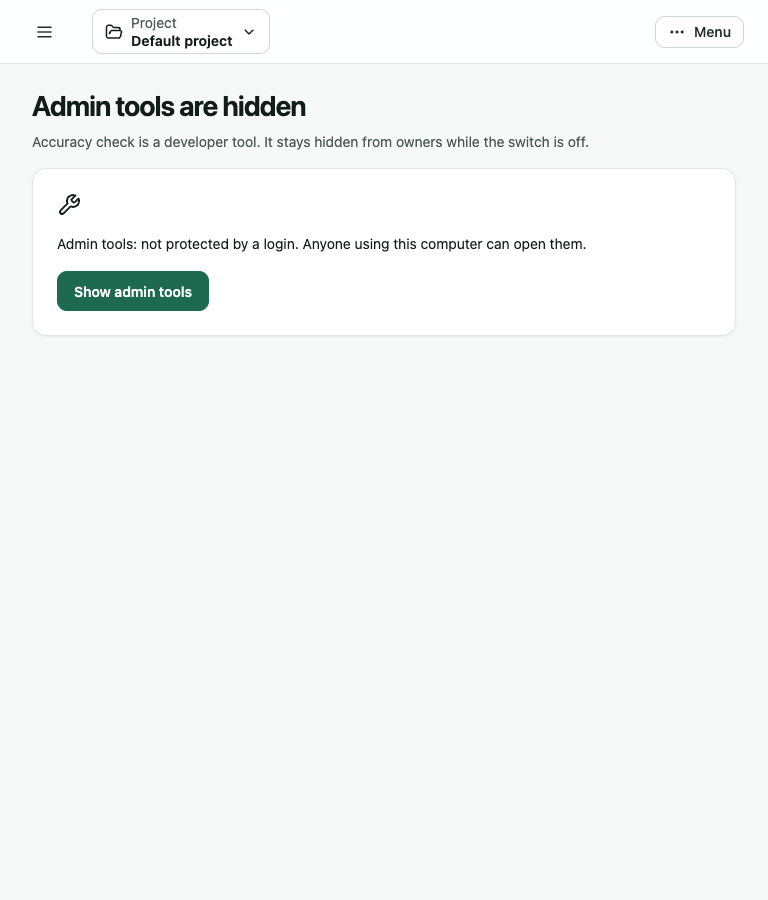 Project
Default project
Menu
Admin tools are hidden
Accuracy check is a developer tool. It stays hidden from owners while the switch is off.
Admin tools: not protected by a login. Anyone using this computer can open them.
Show admin tools